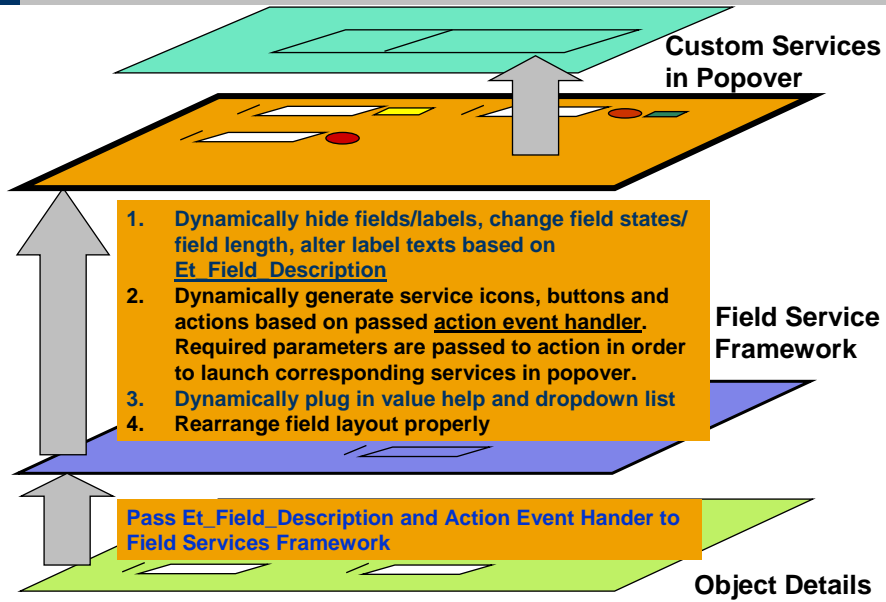 Custom Services
in Popover
1. Dynamically hide fields/labels, change field states/
field length, alter label texts based on
Et_Field_Description
2. Dynamically generate service icons, buttons and
actions based on passed action event handler.
Required parameters are passed to action in order
to launch corresponding services in popover.
3. Dynamically plug in value help and dropdown list
4. Rearrange field layout properly
Field Service
Framework
Pass Et_Field_Description and Action Event Hander to
Field Services Framework
Object Details